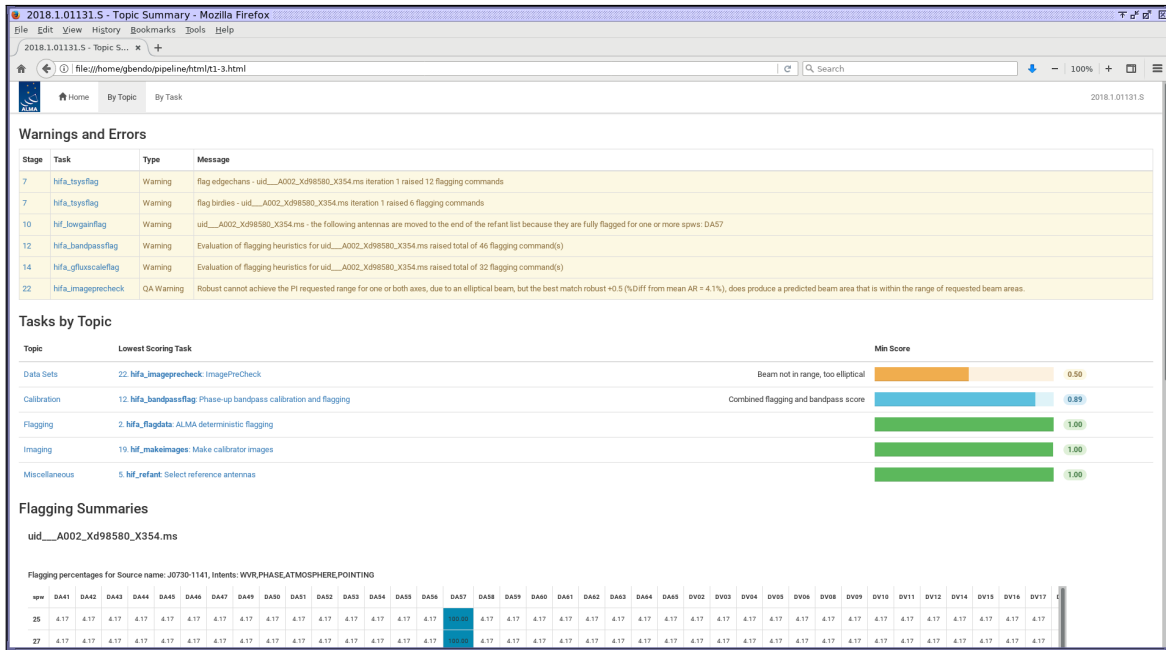 2018.1.01131.S - Topic Summary - Mozilla Firefox
File Edit View History Bookmarks Tools Help
2018.1.01131.S - Topic S... × +
file:///home/gbendo/pipeline/html/t1-3.html Search 100%
ALMA Home By Topic By Task 2018.1.01131.S
Warnings and Errors
Stage Task Type Message
7 hifa_tsysflag Warning flag edgechans - uid___A002_Xd98580_X354.ms iteration 1 raised 12 flagging commands
7 hifa_tsysflag Warning flag birdies - uid___A002_Xd98580_X354.ms iteration 1 raised 6 flagging commands
10 hif_lowgainflag Warning uid___A002_Xd98580_X354.ms - the following antennas are moved to the end of the refant list because they are fully flagged for one or more spws: DA57
12 hifa_bandpassflag Warning Evaluation of flagging heuristics for uid___A002_Xd98580_X354.ms raised total of 46 flagging command(s)
14 hifa_gfluxscaleflag Warning Evaluation of flagging heuristics for uid___A002_Xd98580_X354.ms raised total of 32 flagging command(s)
22 hifa_imageprecheck QA Warning Robust cannot achieve the PI requested range for one or both axes, due to an elliptical beam, but the best match robust +0.5 (%Diff from mean AR = 4.1%), does produce a predicted beam area that is within the range of requested beam areas.
Tasks by Topic
Topic Lowest Scoring Task Min Score
Data Sets 22. hifa_imageprecheck: ImagePreCheck Beam not in range, too elliptical 0.50
Calibration 12. hifa_bandpassflag: Phase-up bandpass calibration and flagging Combined flagging and bandpass score 0.89
Flagging 2. hifa_flagdata: ALMA deterministic flagging 1.00
Imaging 19. hif_makeimages: Make calibrator images 1.00
Miscellaneous 5. hif_refant: Select reference antennas 1.00
Flagging Summaries
uid___A002_Xd98580_X354.ms
Flagging percentages for Source name: J0730-1141, Intents: WVR,PHASE,ATMOSPHERE,POINTING
spw DA41 DA42 DA43 DA44 DA45 DA46 DA47 DA49 DA50 DA51 DA52 DA53 DA54 DA55 DA56 DA57 DA58 DA59 DA60 DA61 DA62 DA63 DA64 DA65 DV02 DV03 DV04 DV05 DV06 DV08 DV09 DV10 DV11 DV12 DV14 DV15 DV16 DV17
25 4.17 4.17 4.17 4.17 4.17 4.17 4.17 4.17 4.17 4.17 4.17 4.17 4.17 4.17 4.17 100.00 4.17 4.17 4.17 4.17 4.17 4.17 4.17 4.17 4.17 4.17 4.17 4.17 4.17 4.17 4.17 4.17 4.17 4.17 4.17 4.17 4.17 4.17
27 4.17 4.17 4.17 4.17 4.17 4.17 4.17 4.17 4.17 4.17 4.17 4.17 4.17 4.17 4.17 100.00 4.17 4.17 4.17 4.17 4.17 4.17 4.17 4.17 4.17 4.17 4.17 4.17 4.17 4.17 4.17 4.17 4.17 4.17 4.17 4.17 4.17 4.17